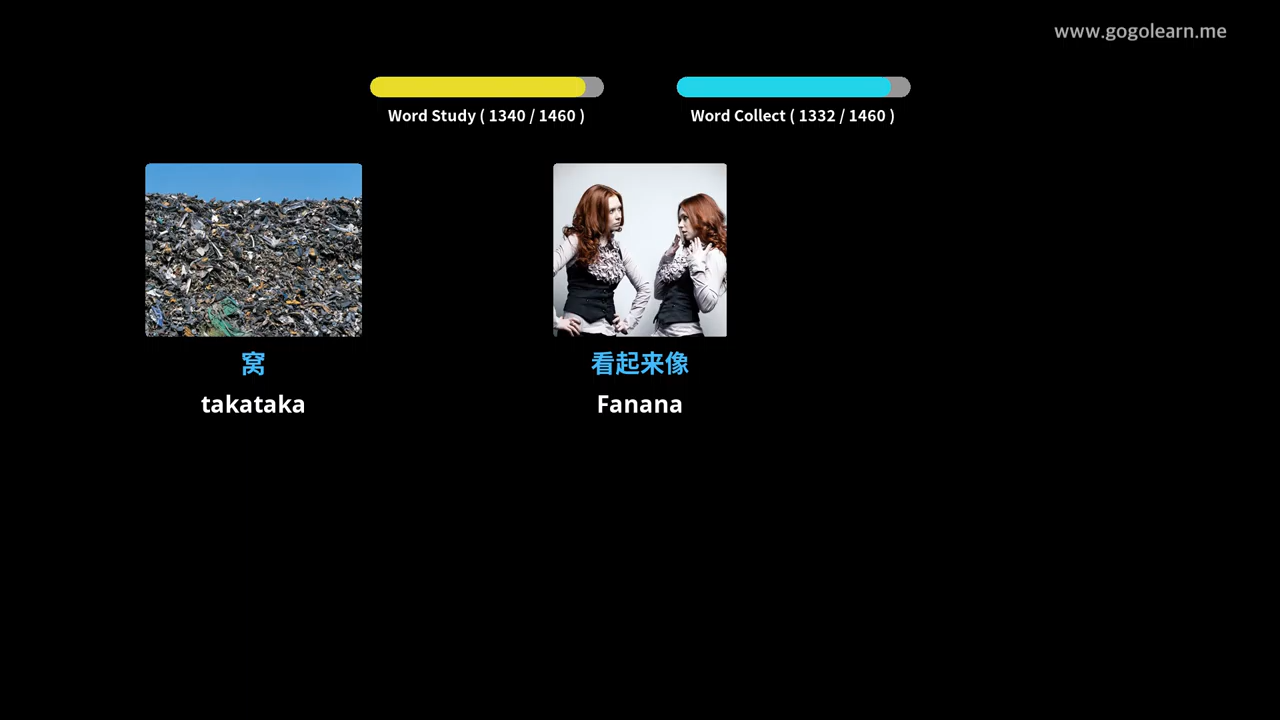 www.gogolearn.me
Word Study ( 1340 / 1460 )
Word Collect ( 1332 / 1460 )
窝
takataka
看起来像
Fanana